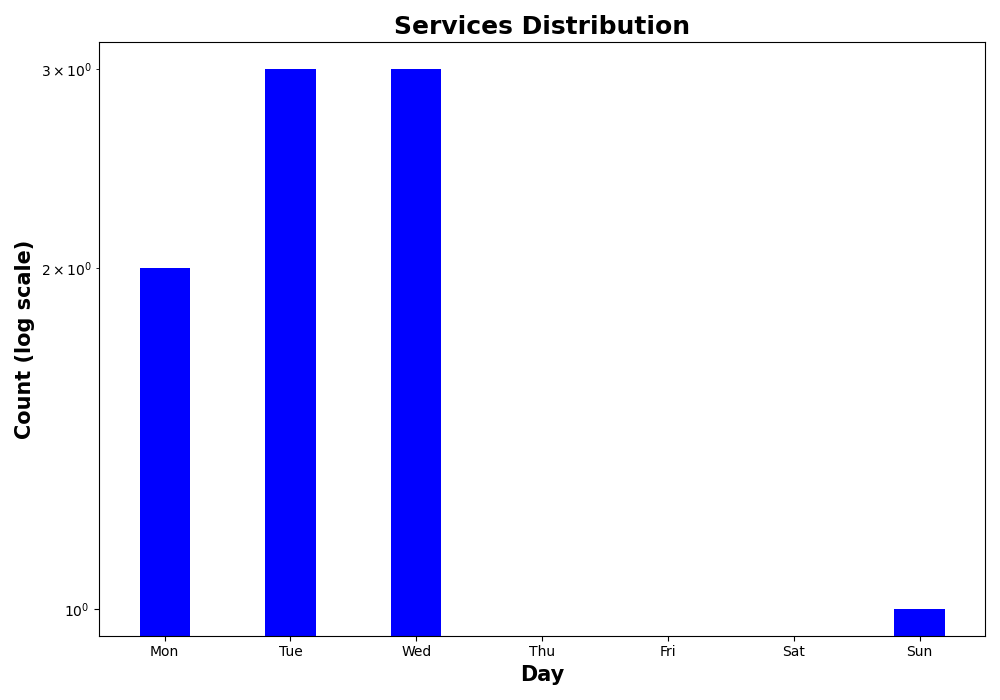 Services Distribution
Count (log scale)
3 × 10⁰
2 × 10⁰
10⁰
Mon Tue Wed Thu Fri Sat Sun
Day